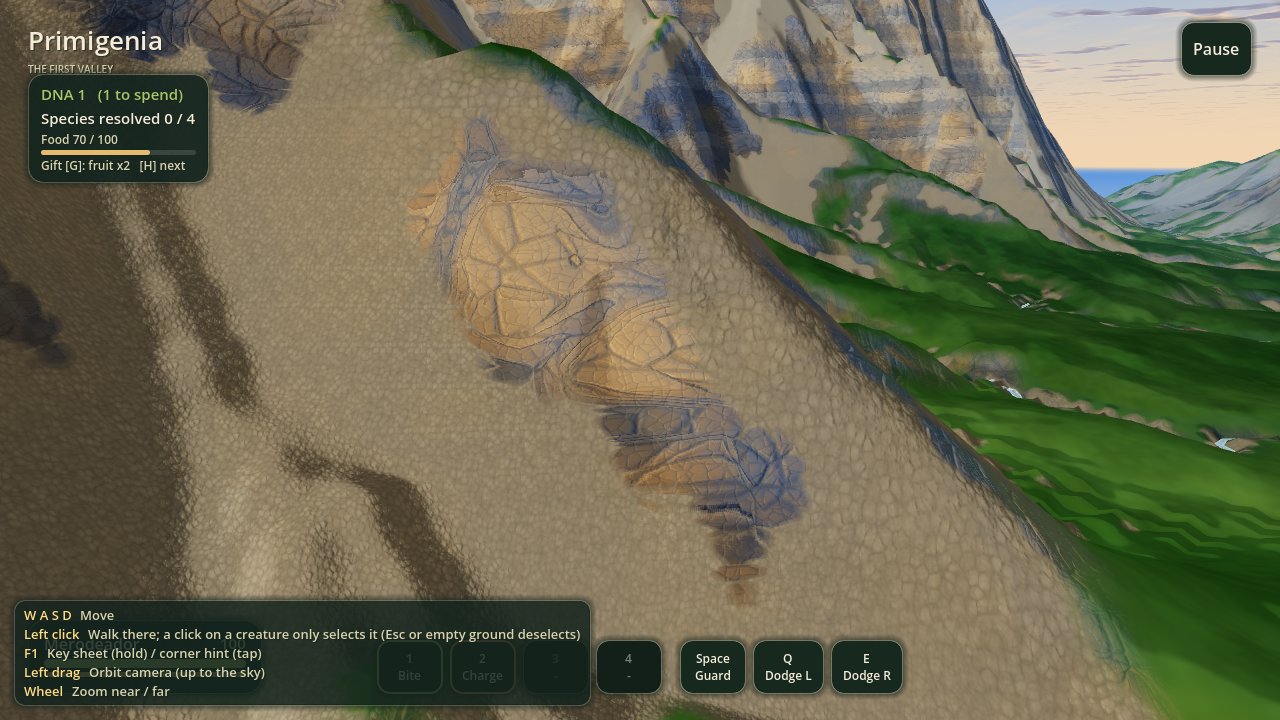 Primigenia
THE FIRST VALLEY
Pause
DNA 1 (1 to spend)
Species resolved 0 / 4
Food 70 / 100
Gift [G]: fruit x2 [H] next
W A S D Move
Left click Walk there; a click on a creature only selects it (Esc or empty ground deselects)
F1 Key sheet (hold) / corner hint (tap)
Left drag Orbit camera (up to the sky)
Wheel Zoom near / far
1
Bite
2
Charge
3
-
4
-
Space
Guard
Q
Dodge L
E
Dodge R